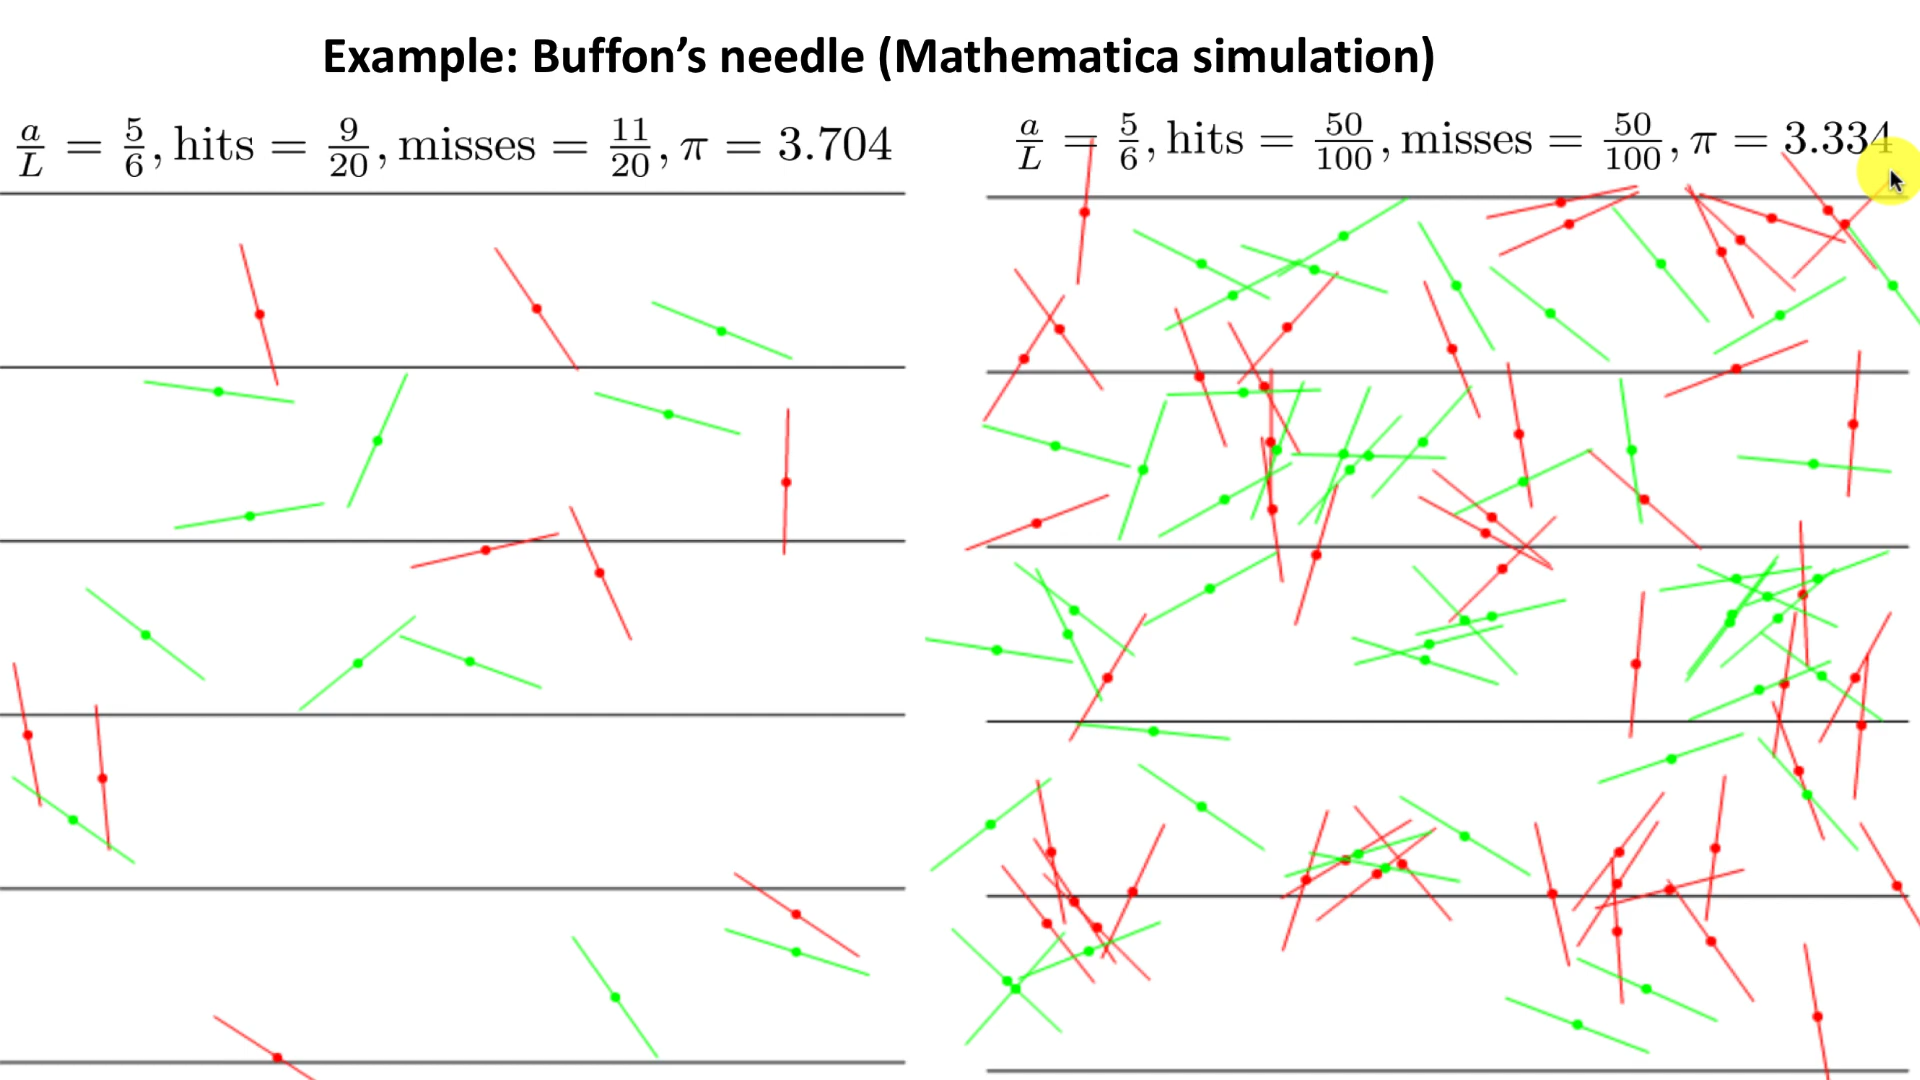 Example: Buffon's needle (Mathematica simulation)
a/L = 5/6, hits = 9/20, misses = 11/20, π = 3.704
a/L = 5/6, hits = 50/100, misses = 50/100, π = 3.334